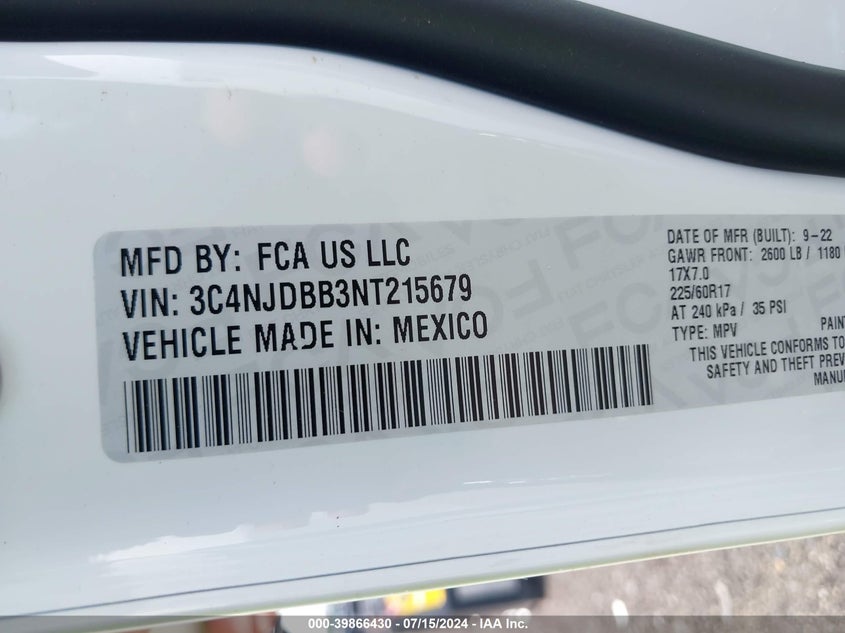 MFD BY: FCA US LLC
VIN: 3C4NJDBB3NT215679
VEHICLE MADE IN: MEXICO
DATE OF MFR (BUILT): 9-22
GAWR FRONT: 2600 LB / 1180
17X7.0
225/60R17
AT 240 kPa / 35 PSI
TYPE: MPV
PAIN
THIS VEHICLE CONFORMS TO
SAFETY AND THEFT PREV
MANU
000-39866430 - 07/15/2024 - IAA Inc.